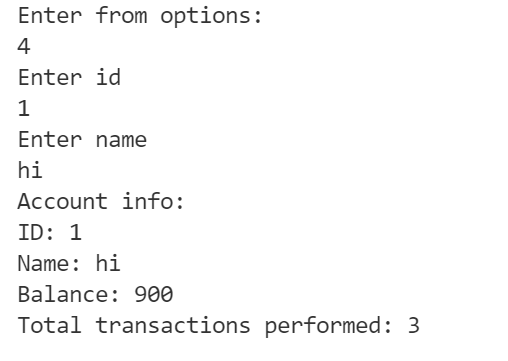 Enter from options:
4
Enter id
1
Enter name
hi
Account info:
ID: 1
Name: hi
Balance: 900
Total transactions performed: 3